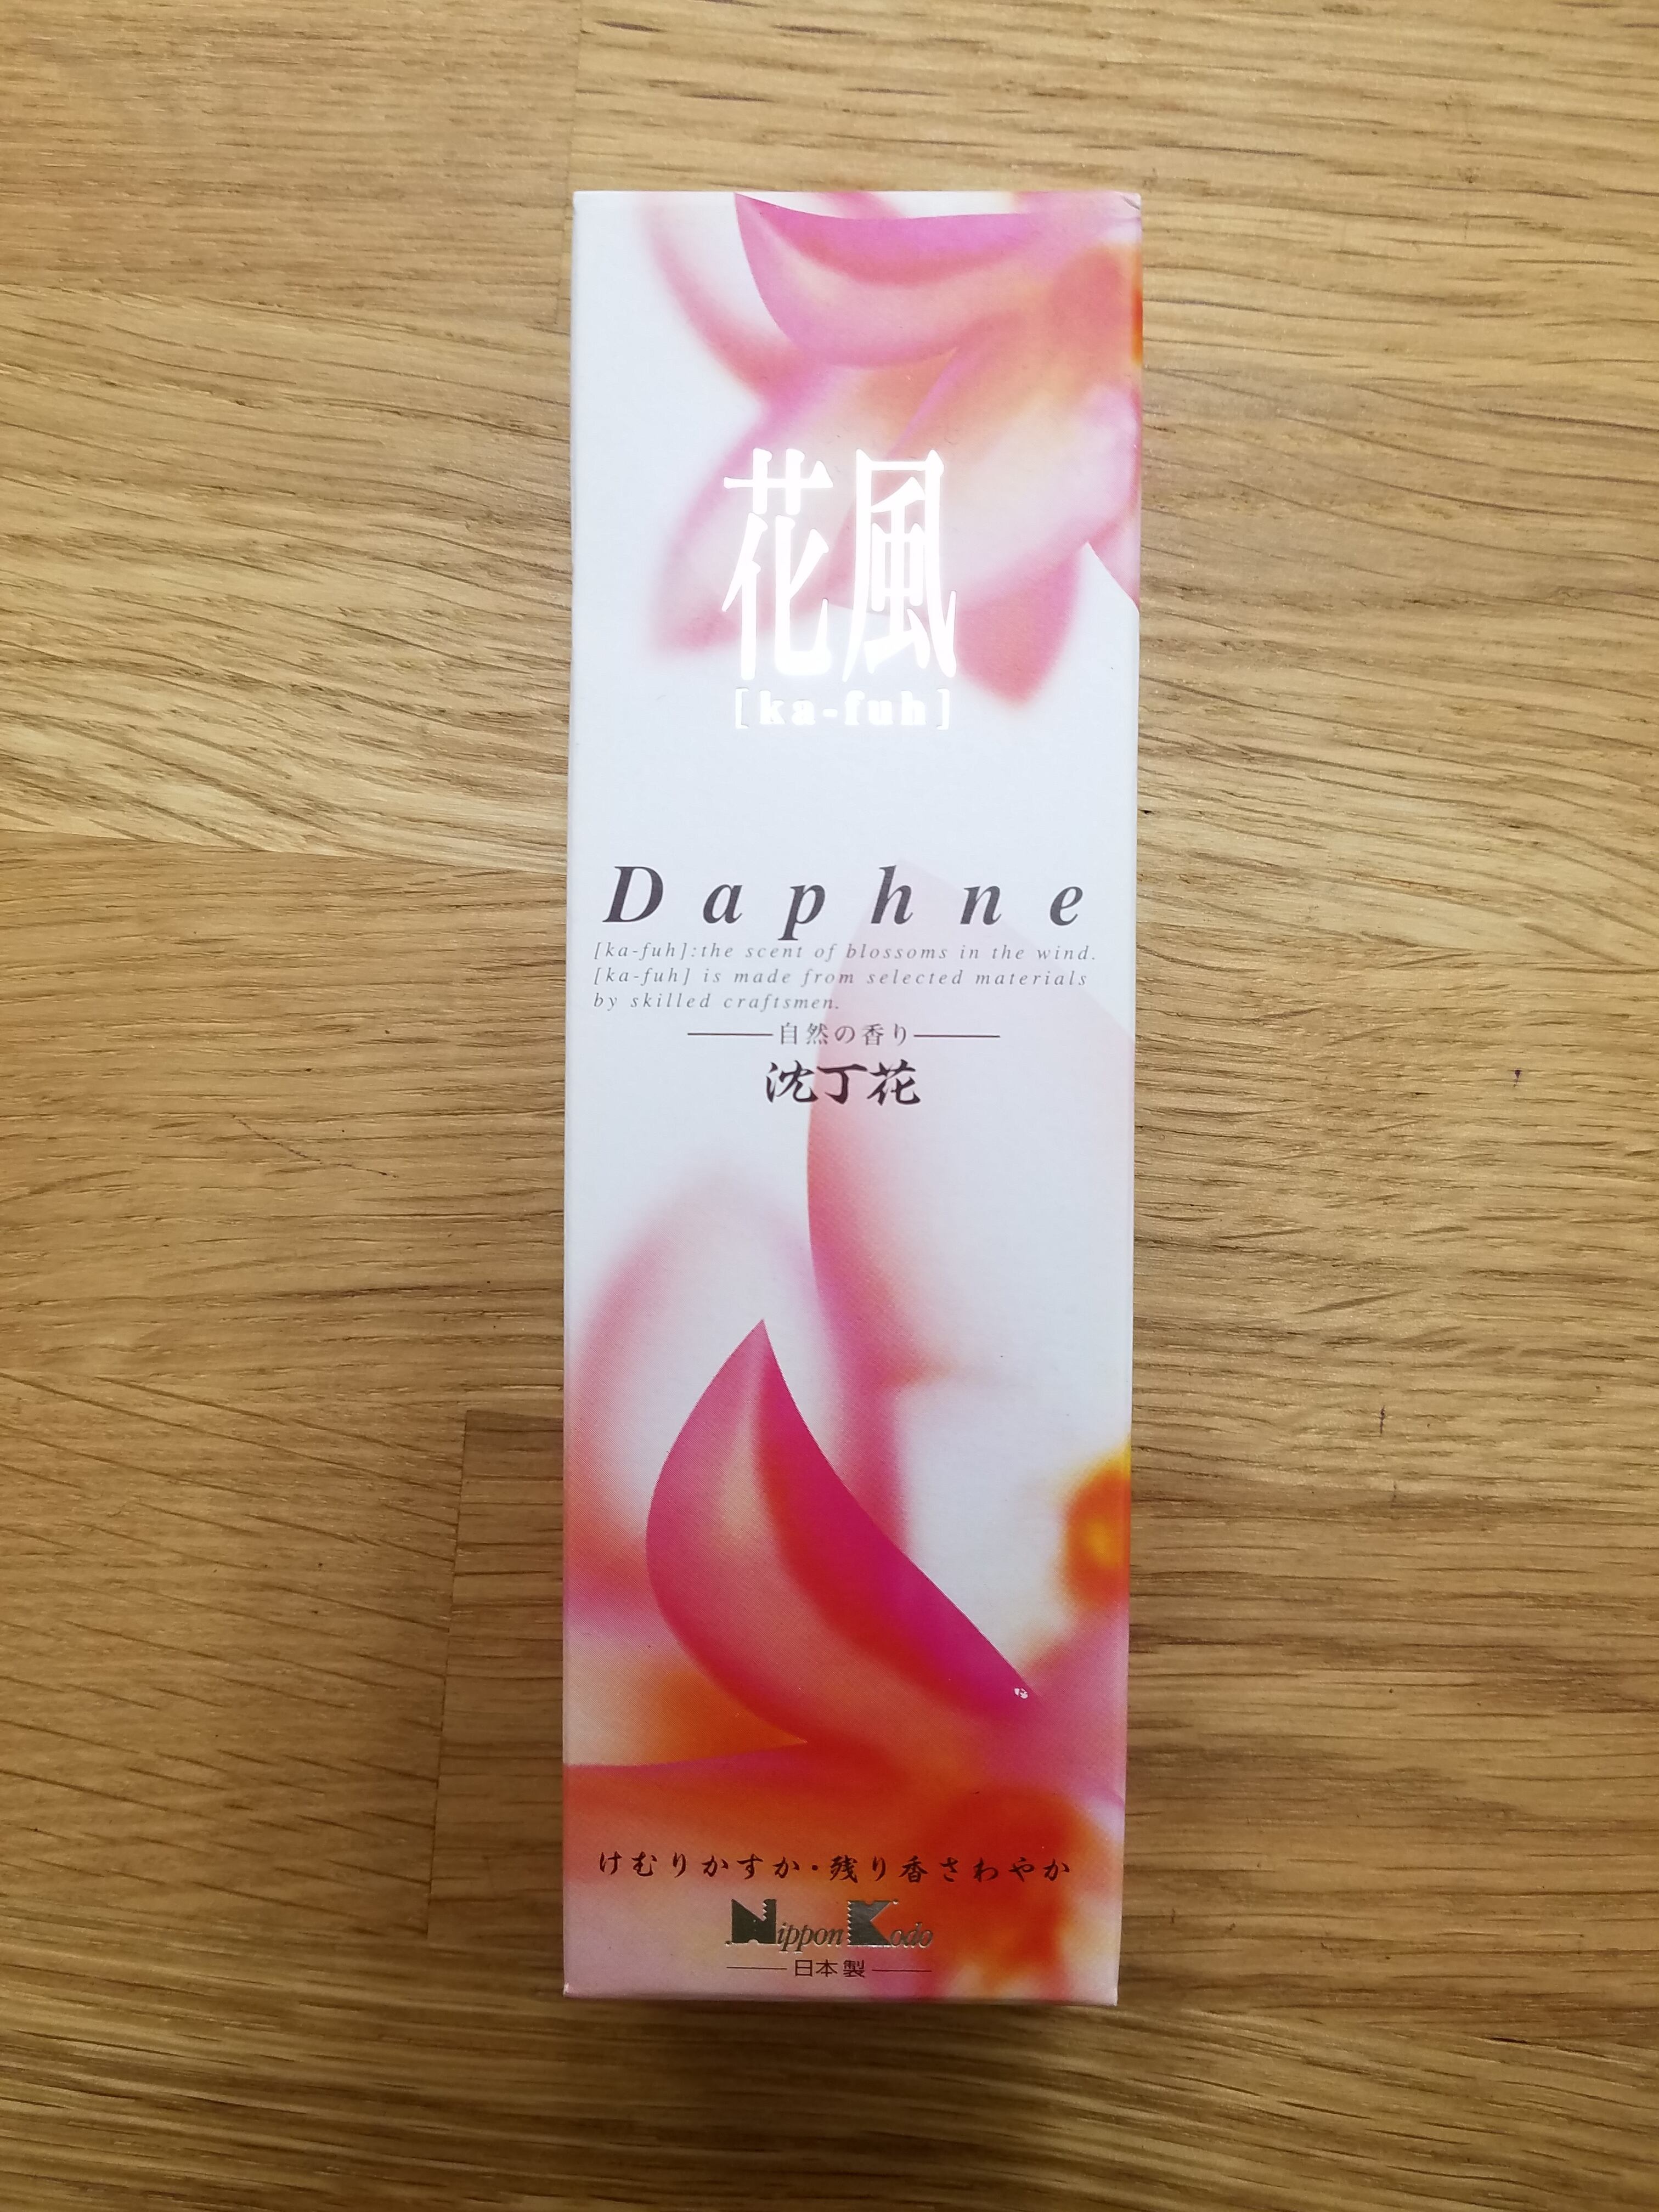 花風
[ka-fuh]
Daphne
[ka-fuh]:the scent of blossoms in the wind.
[ka-fuh] is made from selected materials
by skilled craftsmen.
自然の香り
沈丁花
けむりかすか・残り香さわやか
Nippon Kodo
日本製